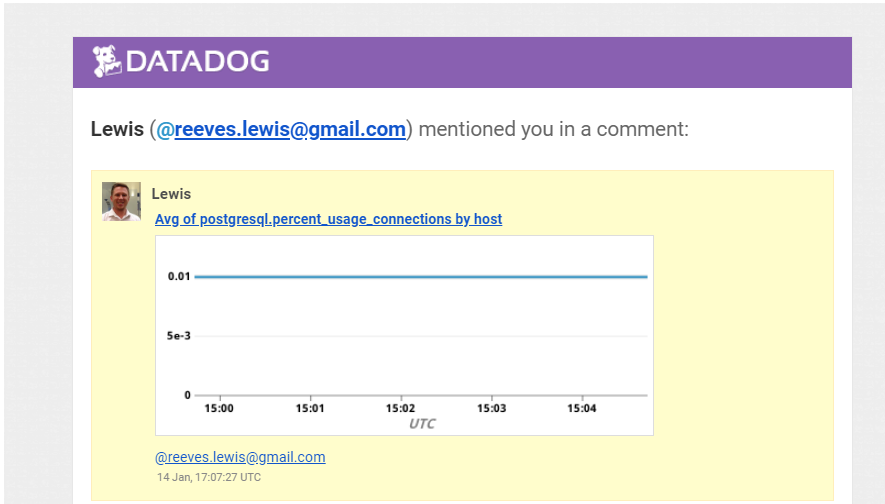 DATADOG
Lewis (@reeves.lewis@gmail.com) mentioned you in a comment:
Lewis
Avg of postgresql.percent_usage_connections by host
0.01
5e-3
0
15:00 15:01 15:02 15:03 15:04
UTC
@reeves.lewis@gmail.com
14 Jan, 17:07:27 UTC